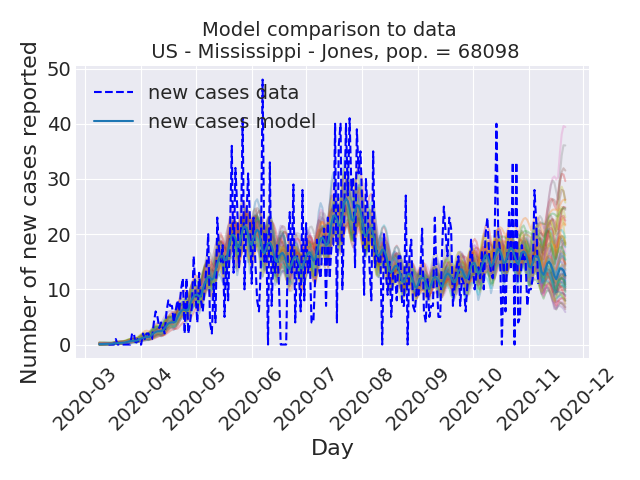 Model comparison to data
US - Mississippi - Jones, pop. = 68098
Number of new cases reported
50
40
30
20
10
0
new cases data
new cases model
2020-03
2020-04
2020-05
2020-06
2020-07
2020-08
2020-09
2020-10
2020-11
2020-12
Day